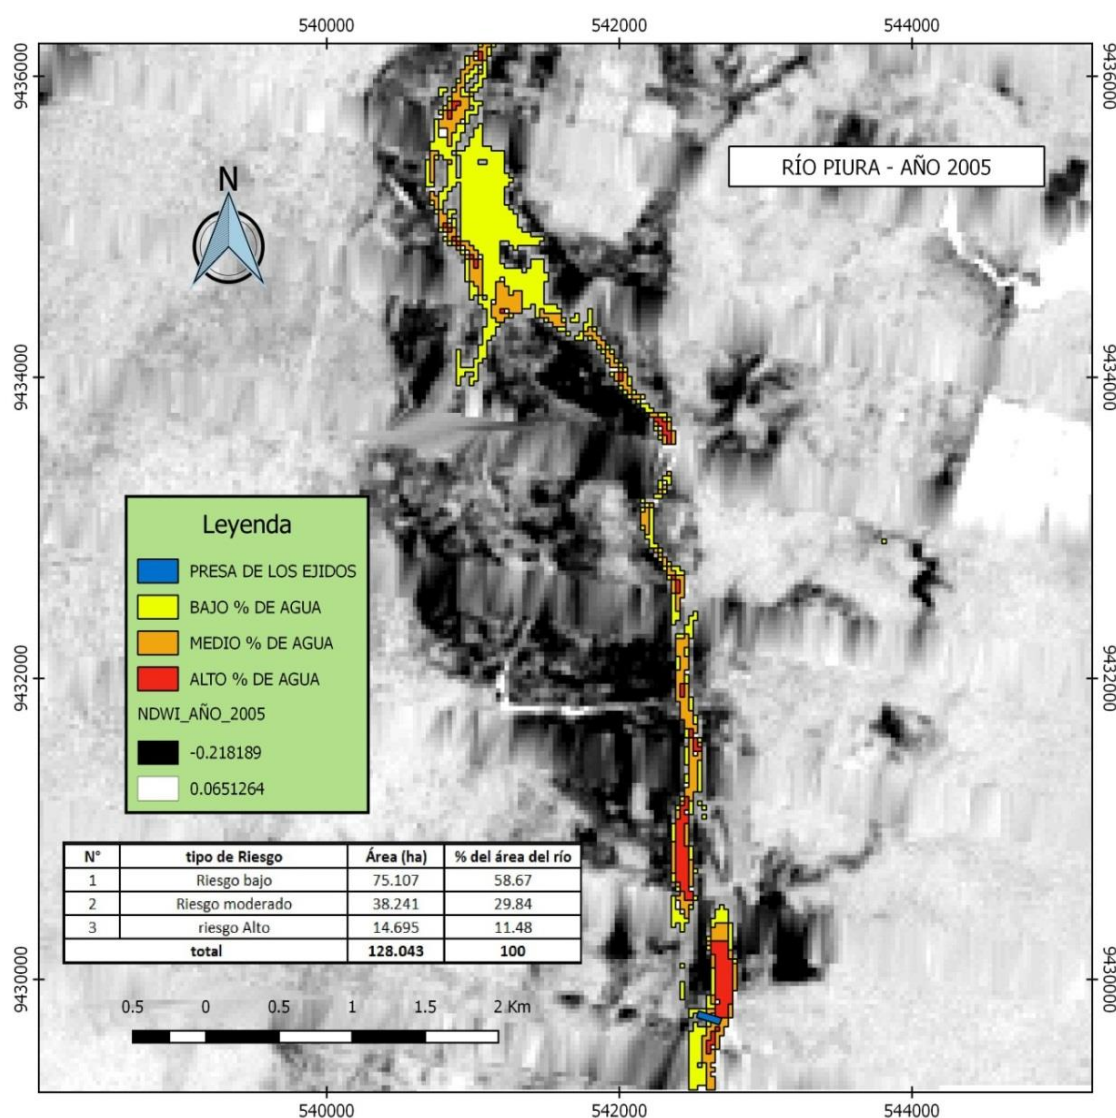 540000 542000 544000
9436000 9436000
RÍO PIURA - AÑO 2005
N
9434000 9434000
Leyenda
PRESA DE LOS EJIDOS
BAJO % DE AGUA
MEDIO % DE AGUA
ALTO % DE AGUA
NDWI_AÑO_2005
-0.218189
0.0651264
9432000 9432000
N° tipo de Riesgo Área (ha) % del área del río
1 Riesgo bajo 75.107 58.67
2 Riesgo moderado 38.241 29.84
3 riesgo Alto 14.695 11.48
total 128.043 100
9430000 9430000
0.5 0 0.5 1 1.5 2 Km
540000 542000 544000